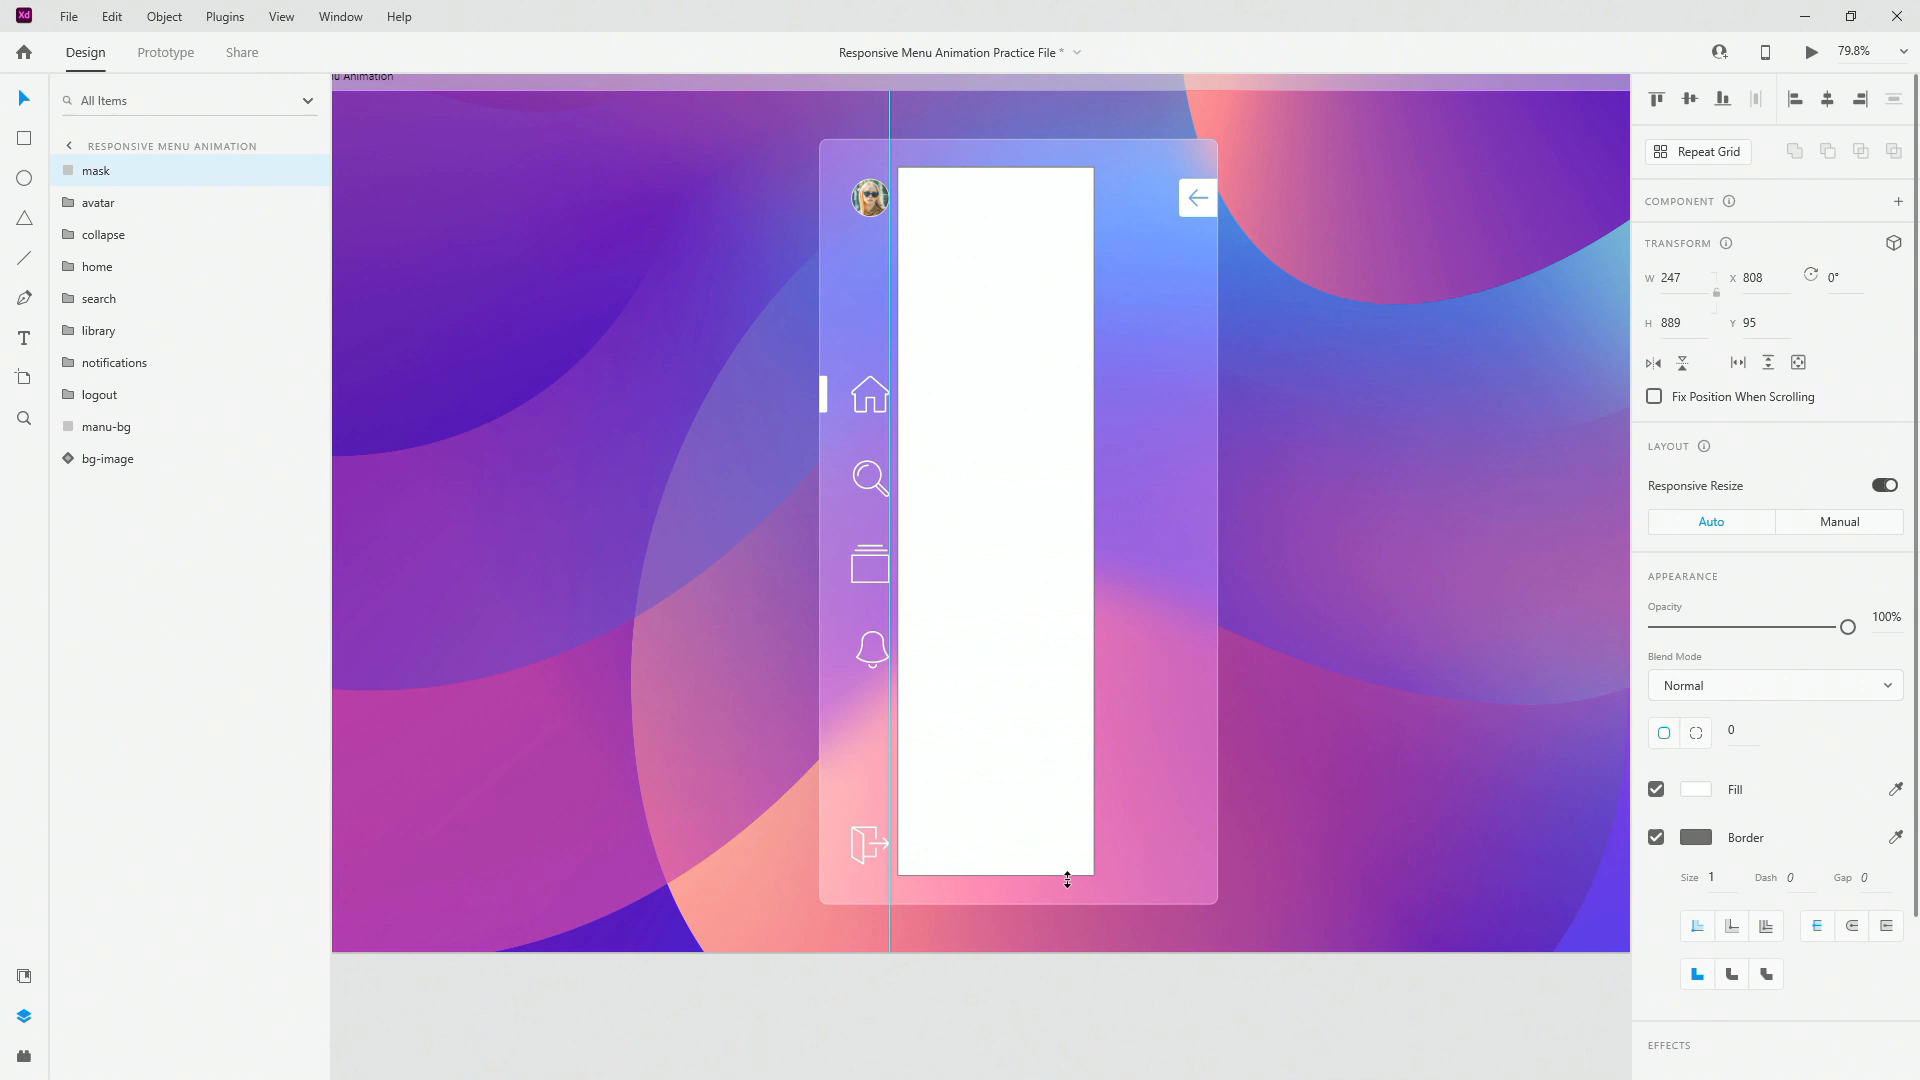 Xd File Edit Object Plugins View Window Help
Design Prototype Share Responsive Menu Animation Practice File * 79.8%
All Items
u Animation
RESPONSIVE MENU ANIMATION
mask
avatar
collapse
home
search
library
notifications
logout
manu-bg
bg-image
Repeat Grid
COMPONENT
TRANSFORM
W 247 X 808 0°
H 889 Y 95
Fix Position When Scrolling
LAYOUT
Responsive Resize
Auto Manual
APPEARANCE
Opacity
100%
Blend Mode
Normal
0
Fill
Border
Size 1 Dash 0 Gap 0
EFFECTS